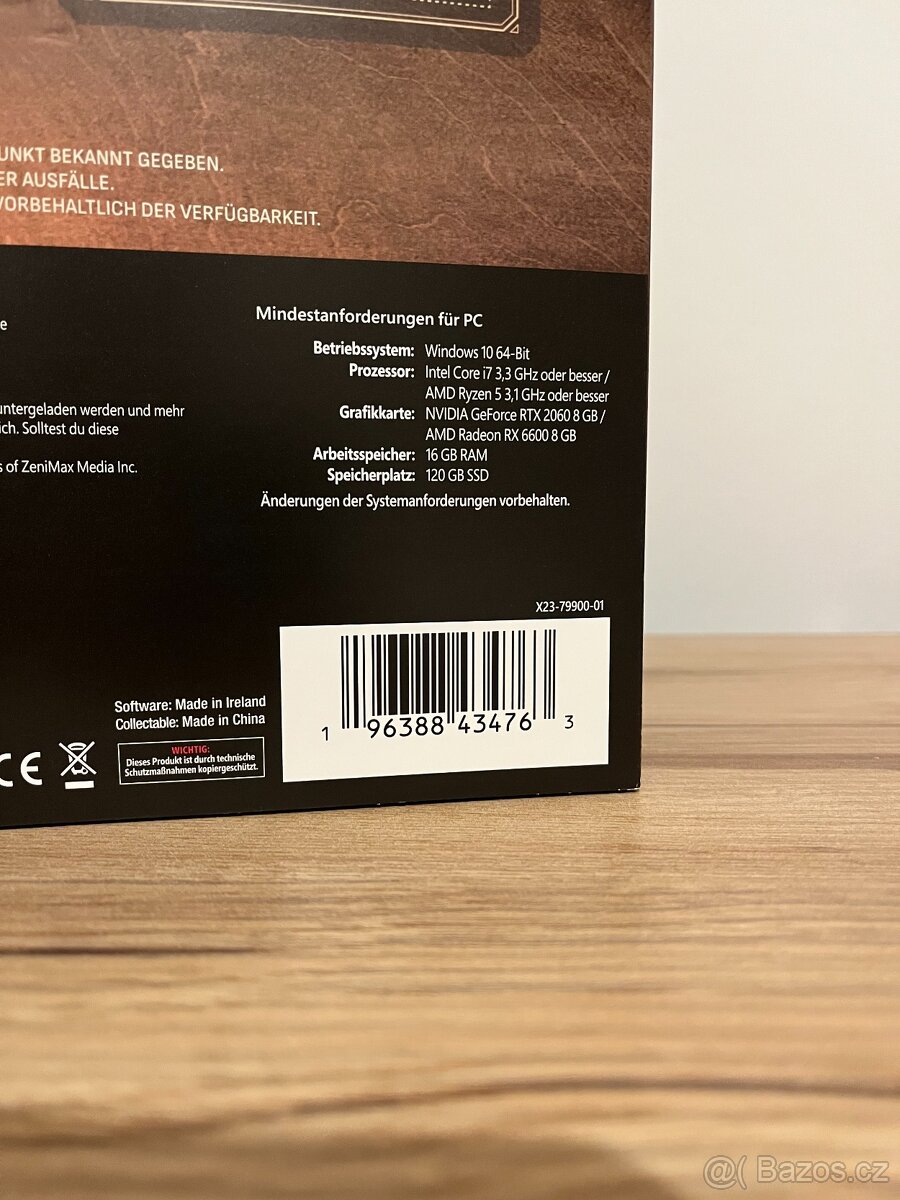 UNKT BEKANNT GEGEBEN.
ER AUSFÄLLE.
VORBEHALTLICH DER VERFÜGBARKEIT.
e
untergeladen werden und mehr
ich. Solltest du diese
s of ZeniMax Media Inc.
Mindestanforderungen für PC
Betriebssystem: Windows 10 64-Bit
Prozessor: Intel Core i7 3,3 GHz oder besser /
AMD Ryzen 5 3,1 GHz oder besser
Grafikkarte: NVIDIA GeForce RTX 2060 8 GB /
AMD Radeon RX 6600 8 GB
Arbeitsspeicher: 16 GB RAM
Speicherplatz: 120 GB SSD
Änderungen der Systemanforderungen vorbehalten.
X23-79900-01
1 96388 43476 3
Software: Made in Ireland
Collectable: Made in China
CE
WICHTIG:
Dieses Produkt ist durch technische
Schutzmaßnahmen kopiergeschützt.
@( Bazos.cz